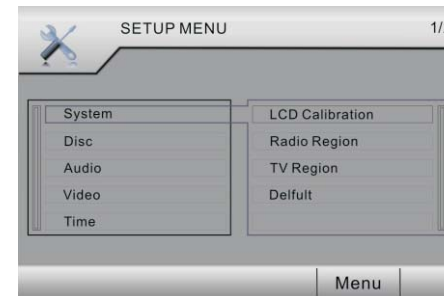 SETUP MENU 1/
System
Disc
Audio
Video
Time
LCD Calibration
Radio Region
TV Region
Delfult
Menu